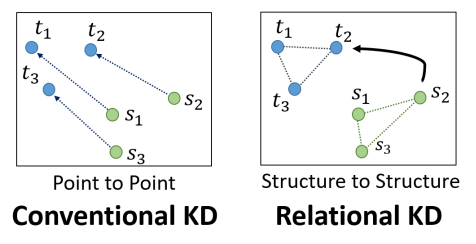 t₁
t₂
t₃
s₂
s₁
s₃
Point to Point
Conventional KD
t₁
t₂
t₃
s₁
s₂
s₃
Structure to Structure
Relational KD